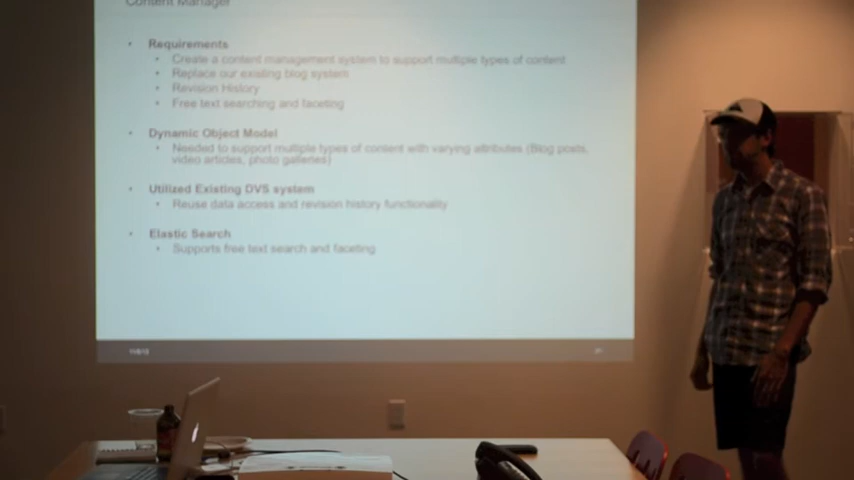 Content Manager
• Requirements
• Create a content management system to support multiple types of content
• Replace our existing blog system
• Revision History
• Free text searching and faceting
• Dynamic Object Model
• Needed to support multiple types of content with varying attributes (Blog posts,
video articles, photo galleries)
• Utilized Existing DVS system
• Reuse data access and revision history functionality
• Elastic Search
• Supports free text search and faceting